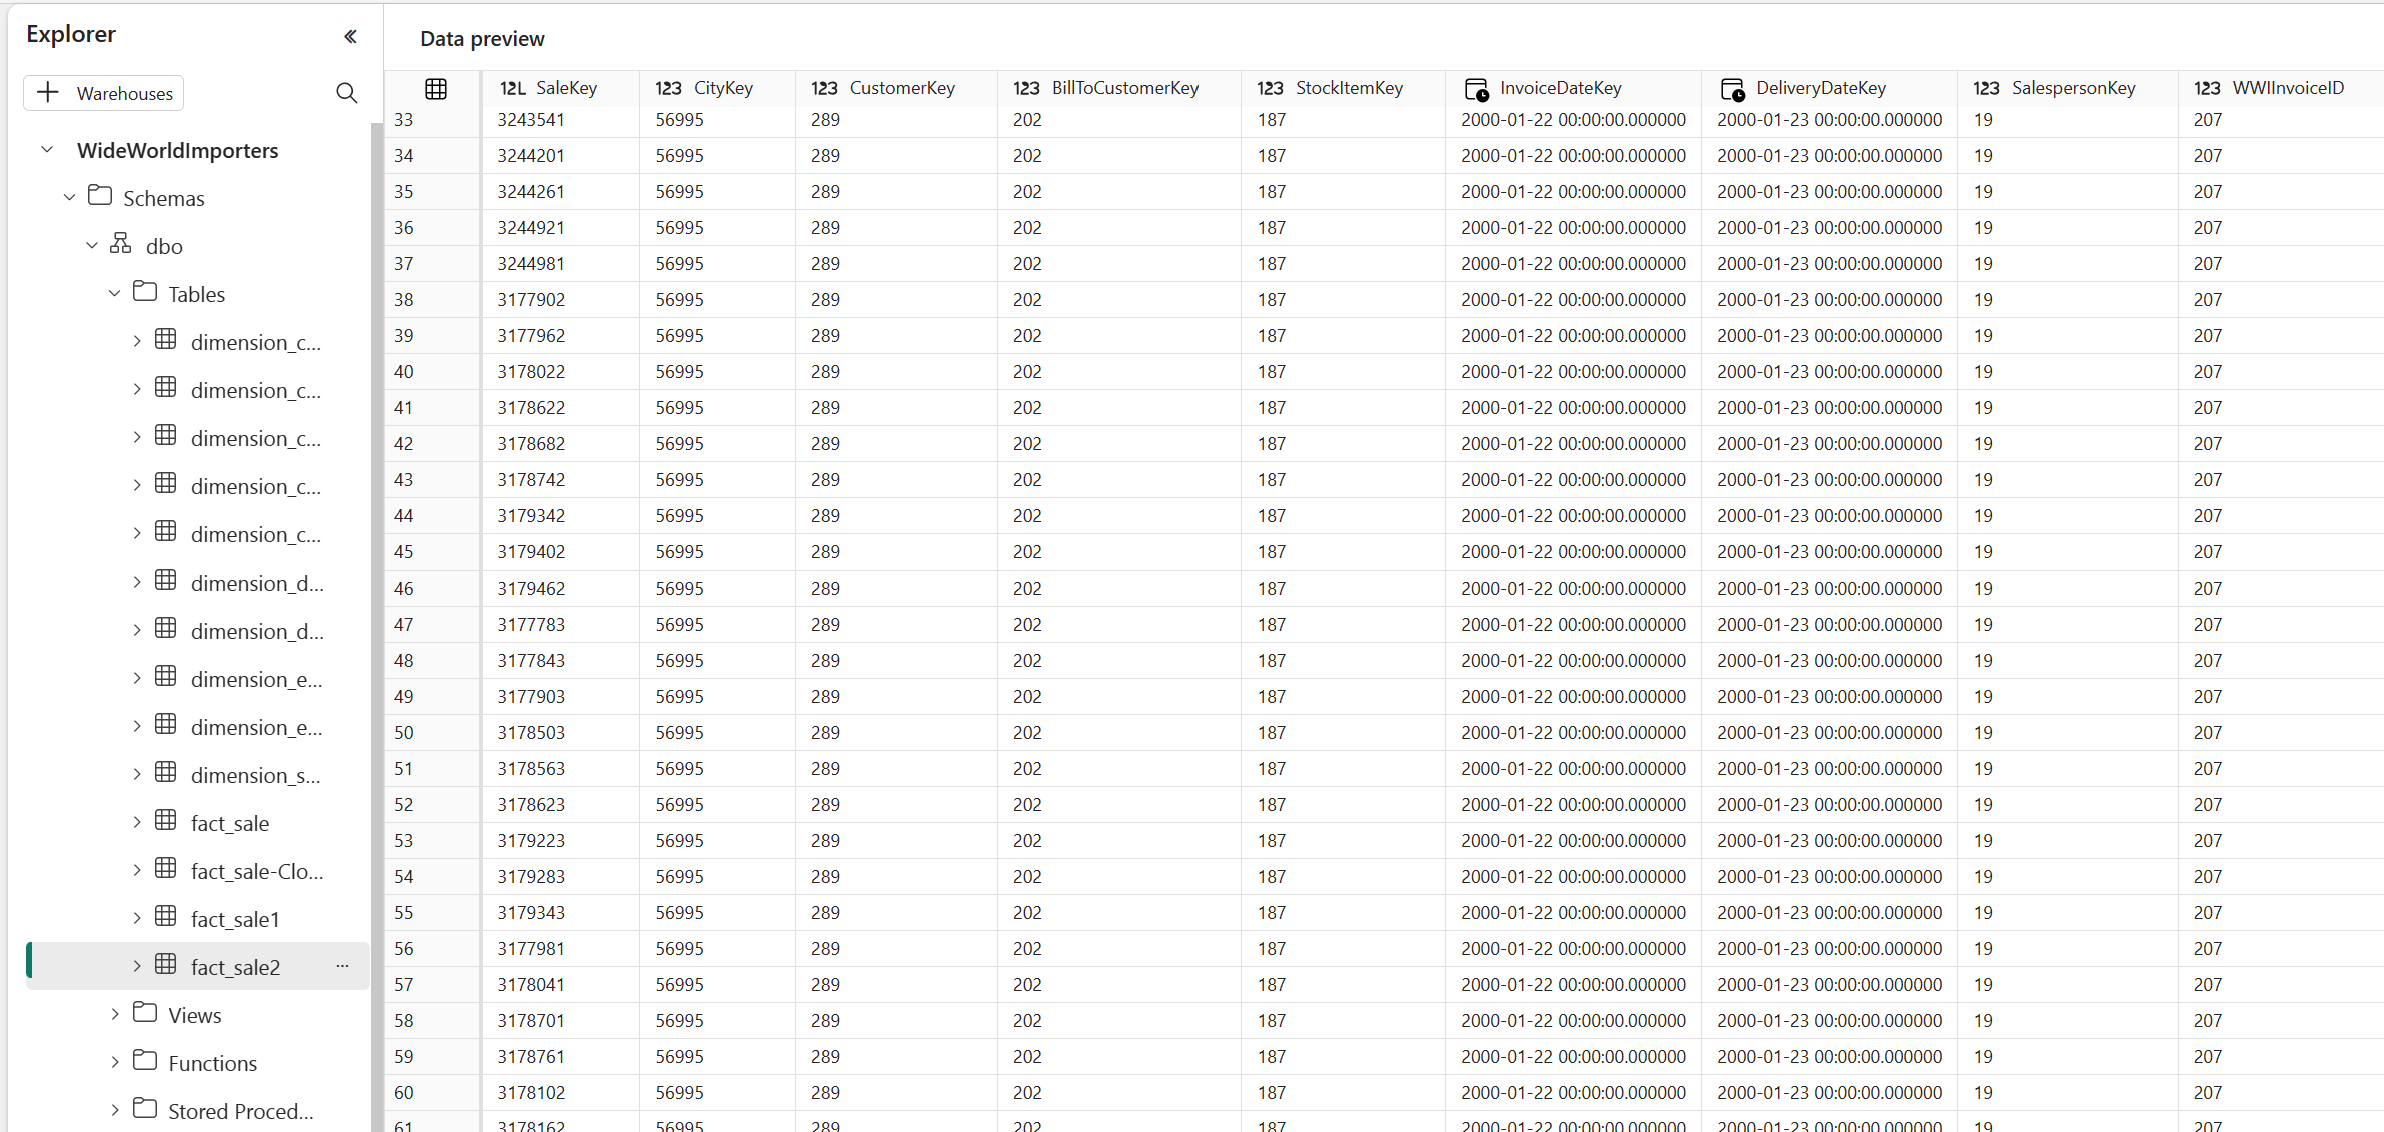 Explorer
Warehouses
WideWorldImporters
Schemas
dbo
Tables
dimension_c...
dimension_c...
dimension_c...
dimension_c...
dimension_c...
dimension_d...
dimension_d...
dimension_e...
dimension_e...
dimension_s...
fact_sale
fact_sale-Clo...
fact_sale1
fact_sale2 ...
Views
Functions
Stored Proced...
Data preview
12L SaleKey 123 CityKey 123 CustomerKey 123 BillToCustomerKey 123 StockItemKey InvoiceDateKey DeliveryDateKey 123 SalespersonKey 123 WWIInvoiceID
33 3243541 56995 289 202 187 2000-01-22 00:00:00.000000 2000-01-23 00:00:00.000000 19 207
34 3244201 56995 289 202 187 2000-01-22 00:00:00.000000 2000-01-23 00:00:00.000000 19 207
35 3244261 56995 289 202 187 2000-01-22 00:00:00.000000 2000-01-23 00:00:00.000000 19 207
36 3244921 56995 289 202 187 2000-01-22 00:00:00.000000 2000-01-23 00:00:00.000000 19 207
37 3244981 56995 289 202 187 2000-01-22 00:00:00.000000 2000-01-23 00:00:00.000000 19 207
38 3177902 56995 289 202 187 2000-01-22 00:00:00.000000 2000-01-23 00:00:00.000000 19 207
39 3177962 56995 289 202 187 2000-01-22 00:00:00.000000 2000-01-23 00:00:00.000000 19 207
40 3178022 56995 289 202 187 2000-01-22 00:00:00.000000 2000-01-23 00:00:00.000000 19 207
41 3178622 56995 289 202 187 2000-01-22 00:00:00.000000 2000-01-23 00:00:00.000000 19 207
42 3178682 56995 289 202 187 2000-01-22 00:00:00.000000 2000-01-23 00:00:00.000000 19 207
43 3178742 56995 289 202 187 2000-01-22 00:00:00.000000 2000-01-23 00:00:00.000000 19 207
44 3179342 56995 289 202 187 2000-01-22 00:00:00.000000 2000-01-23 00:00:00.000000 19 207
45 3179402 56995 289 202 187 2000-01-22 00:00:00.000000 2000-01-23 00:00:00.000000 19 207
46 3179462 56995 289 202 187 2000-01-22 00:00:00.000000 2000-01-23 00:00:00.000000 19 207
47 3177783 56995 289 202 187 2000-01-22 00:00:00.000000 2000-01-23 00:00:00.000000 19 207
48 3177843 56995 289 202 187 2000-01-22 00:00:00.000000 2000-01-23 00:00:00.000000 19 207
49 3177903 56995 289 202 187 2000-01-22 00:00:00.000000 2000-01-23 00:00:00.000000 19 207
50 3178503 56995 289 202 187 2000-01-22 00:00:00.000000 2000-01-23 00:00:00.000000 19 207
51 3178563 56995 289 202 187 2000-01-22 00:00:00.000000 2000-01-23 00:00:00.000000 19 207
52 3178623 56995 289 202 187 2000-01-22 00:00:00.000000 2000-01-23 00:00:00.000000 19 207
53 3179223 56995 289 202 187 2000-01-22 00:00:00.000000 2000-01-23 00:00:00.000000 19 207
54 3179283 56995 289 202 187 2000-01-22 00:00:00.000000 2000-01-23 00:00:00.000000 19 207
55 3179343 56995 289 202 187 2000-01-22 00:00:00.000000 2000-01-23 00:00:00.000000 19 207
56 3177981 56995 289 202 187 2000-01-22 00:00:00.000000 2000-01-23 00:00:00.000000 19 207
57 3178041 56995 289 202 187 2000-01-22 00:00:00.000000 2000-01-23 00:00:00.000000 19 207
58 3178701 56995 289 202 187 2000-01-22 00:00:00.000000 2000-01-23 00:00:00.000000 19 207
59 3178761 56995 289 202 187 2000-01-22 00:00:00.000000 2000-01-23 00:00:00.000000 19 207
60 3178102 56995 289 202 187 2000-01-22 00:00:00.000000 2000-01-23 00:00:00.000000 19 207
61 3178162 56995 289 202 187 2000-01-22 00:00:00.000000 2000-01-23 00:00:00.000000 19 207